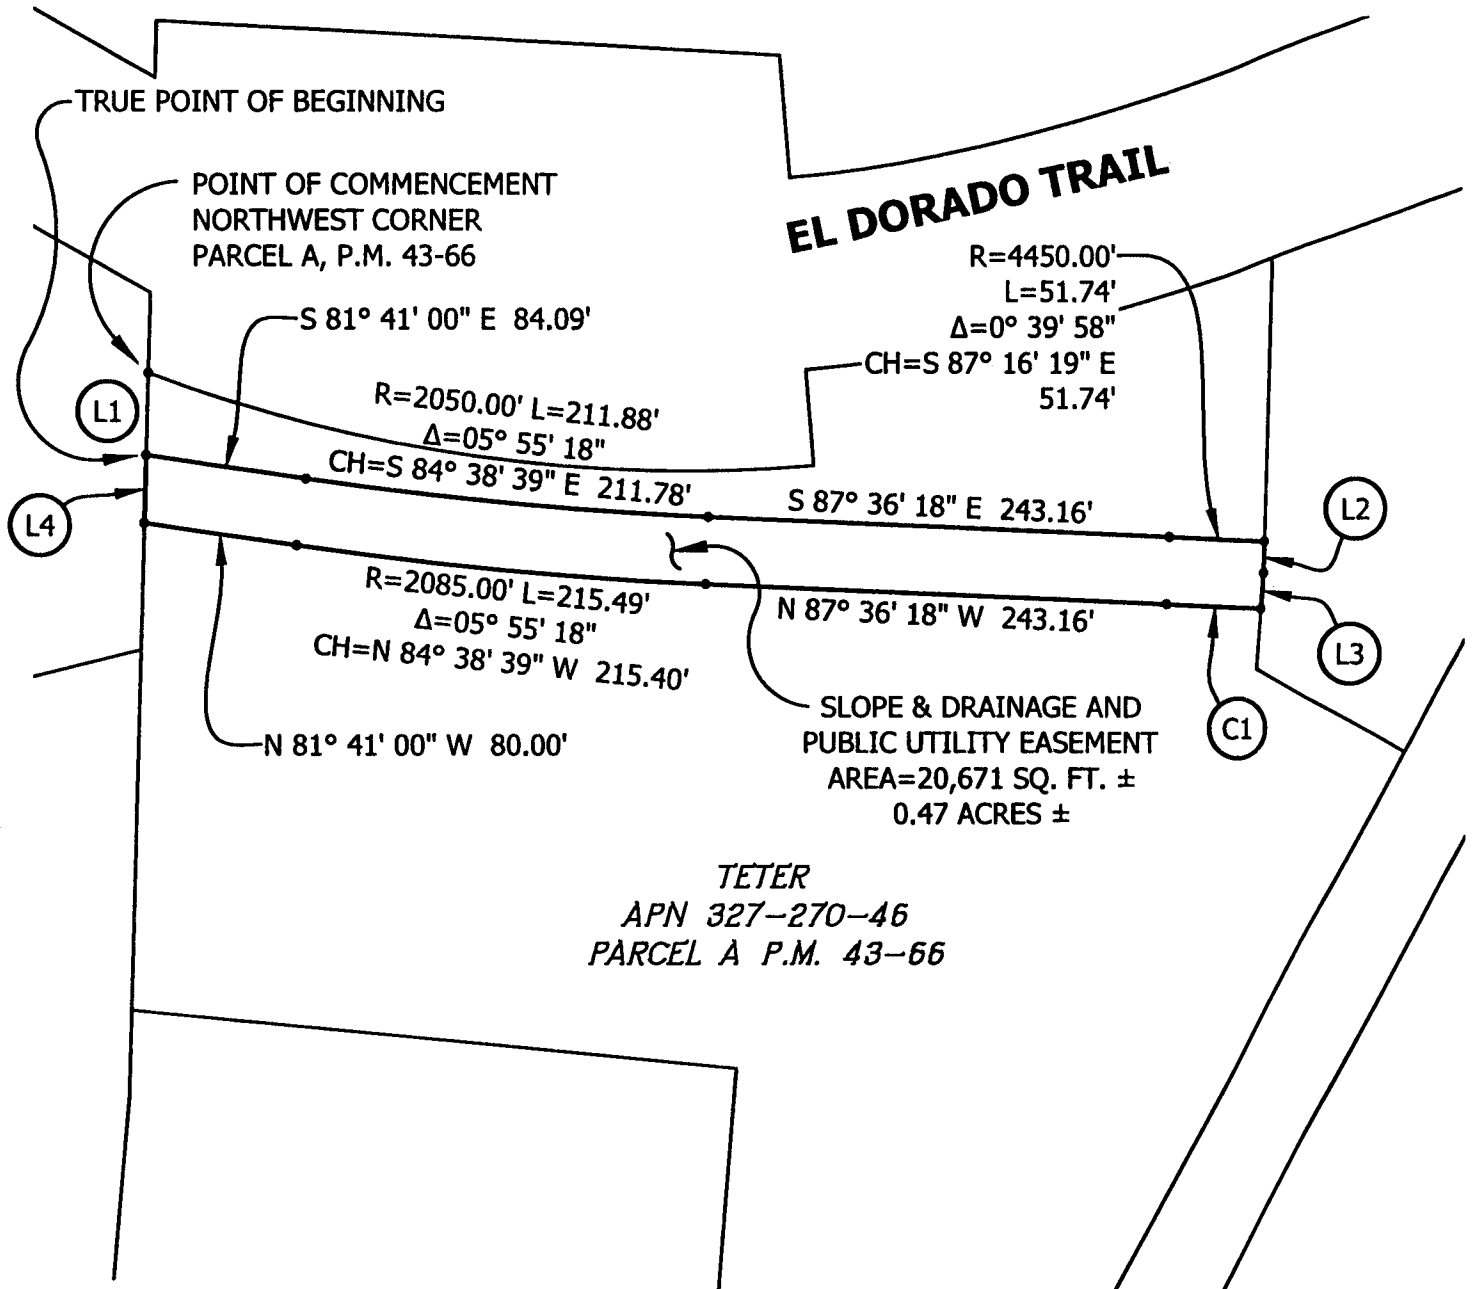 TRUE POINT OF BEGINNING
POINT OF COMMENCEMENT
NORTHWEST CORNER
PARCEL A, P.M. 43-66
EL DORADO TRAIL
R=4450.00'
L=51.74'
Δ=0° 39' 58"
CH=S 87° 16' 19" E
51.74'
S 81° 41' 00" E 84.09'
L1
R=2050.00' L=211.88'
Δ=05° 55' 18"
CH=S 84° 38' 39" E 211.78'
S 87° 36' 18" E 243.16'
L2
L4
R=2085.00' L=215.49'
Δ=05° 55' 18"
CH=N 84° 38' 39" W 215.40'
N 87° 36' 18" W 243.16'
L3
N 81° 41' 00" W 80.00'
C1
SLOPE & DRAINAGE AND
PUBLIC UTILITY EASEMENT
AREA=20,671 SQ. FT. ±
0.47 ACRES ±
TETER
APN 327-270-46
PARCEL A P.M. 43-66